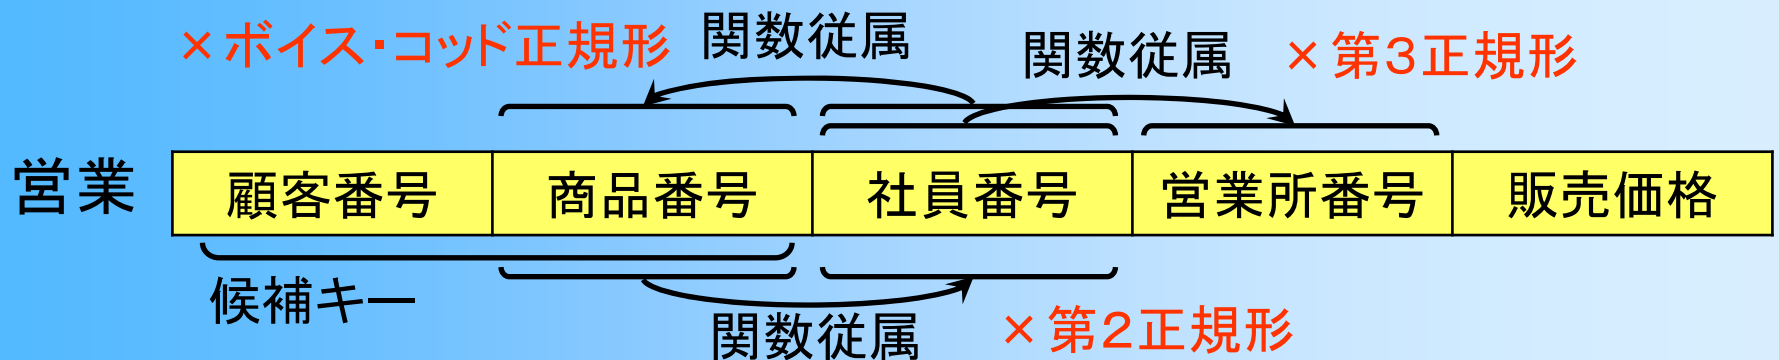 ×ボイス・コッド正規形 関数従属
関数従属 ×第3正規形
営業 顧客番号 商品番号 社員番号 営業所番号 販売価格
候補キー
関数従属 ×第2正規形